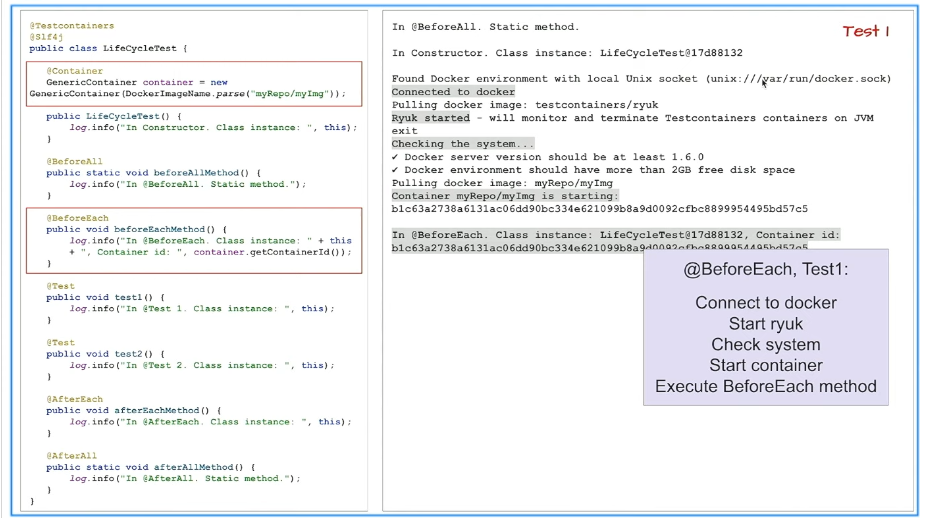 @Testcontainers
@Slf4j
public class LifeCycleTest {
@Container
GenericContainer container = new
GenericContainer(DockerImageName.parse("myRepo/myImg"));
public LifeCycleTest() {
log.info("In Constructor. Class instance: ", this);
}
@BeforeAll
public static void beforeAllMethod() {
log.info("In @BeforeAll. Static method.");
}
@BeforeEach
public void beforeEachMethod() {
log.info("In @BeforeEach. Class instance: " + this
+ ", Container id: ", container.getContainerId());
}
@Test
public void test1() {
log.info("In @Test 1. Class instance: ", this);
}
@Test
public void test2() {
log.info("In @Test 2. Class instance: ", this);
}
@AfterEach
public void afterEachMethod() {
log.info("In @AfterEach. Class instance: ", this);
}
@AfterAll
public static void afterAllMethod() {
log.info("In @AfterAll. Static method.");
}
}
In @BeforeAll. Static method.
Test 1
In Constructor. Class instance: LifeCycleTest@17d88132
Found Docker environment with local Unix socket (unix:///var/run/docker.sock)
Connected to docker
Pulling docker image: testcontainers/ryuk
Ryuk started - will monitor and terminate Testcontainers containers on JVM
exit
Checking the system...
✔ Docker server version should be at least 1.6.0
✔ Docker environment should have more than 2GB free disk space
Pulling docker image: myRepo/myImg
Container myRepo/myImg is starting:
b1c63a2738a6131ac06dd90bc334e621099b8a9d0092cfbc8899954495bd57c5
In @BeforeEach. Class instance: LifeCycleTest@17d88132, Container id:
b1c63a2738a6131ac06dd90bc334e621099b8a9d0092cfbc8899954495bd57c5
@BeforeEach, Test1:
Connect to docker
Start ryuk
Check system
Start container
Execute BeforeEach method